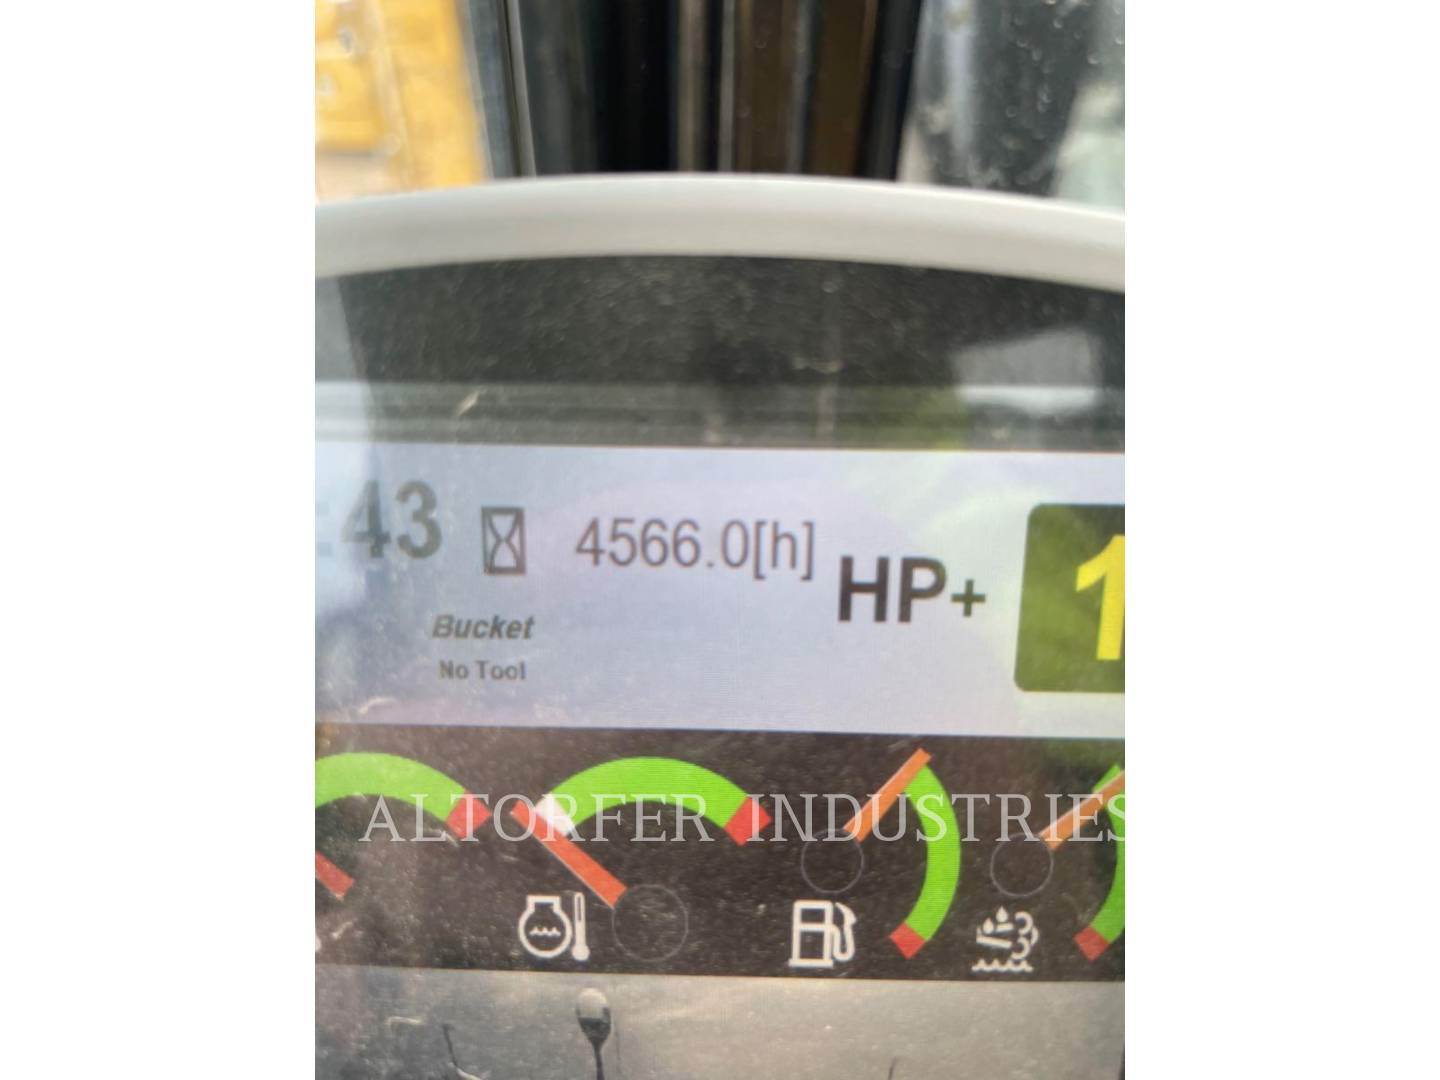 43 4566.0[h] HP+ 1
Bucket
No Tool
ALTORFER INDUSTRIES